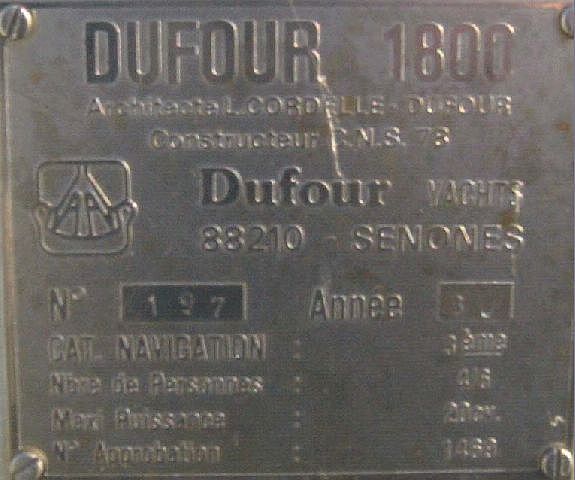 DUFOUR 1800
Architecte L. CORDELLE - DUFOUR
Constructeur C.N.S. 78
Dufour YACHTS
88210 - SENONES
N° 197 Année
CAT. NAVIGATION : 3ème
Nbre de Personnes :
Maxi Puissance : 20cv.
N° Approbation :